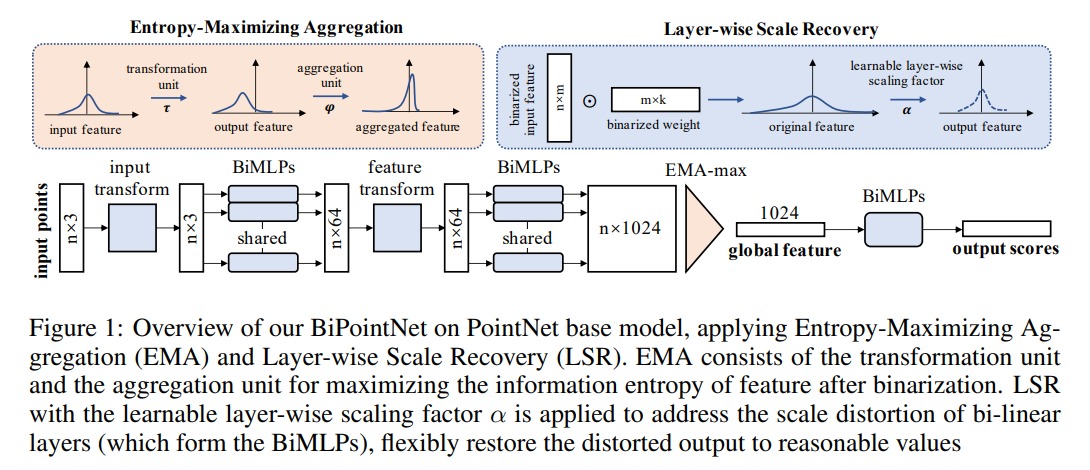 Entropy-Maximizing Aggregation
transformation
unit
τ
aggregation
unit
φ
input feature
output feature
aggregated feature
Layer-wise Scale Recovery
binarized
input feature
n×m
⊙
m×k
binarized weight
original feature
learnable layer-wise
scaling factor
α
output feature
input points
n×3
input
transform
n×3
BiMLPs
shared
n×64
feature
transform
n×64
BiMLPs
shared
n×1024
EMA-max
1024
global feature
BiMLPs
output scores
Figure 1: Overview of our BiPointNet on PointNet base model, applying Entropy-Maximizing Ag-
gregation (EMA) and Layer-wise Scale Recovery (LSR). EMA consists of the transformation unit
and the aggregation unit for maximizing the information entropy of feature after binarization. LSR
with the learnable layer-wise scaling factor α is applied to address the scale distortion of bi-linear
layers (which form the BiMLPs), flexibly restore the distorted output to reasonable values